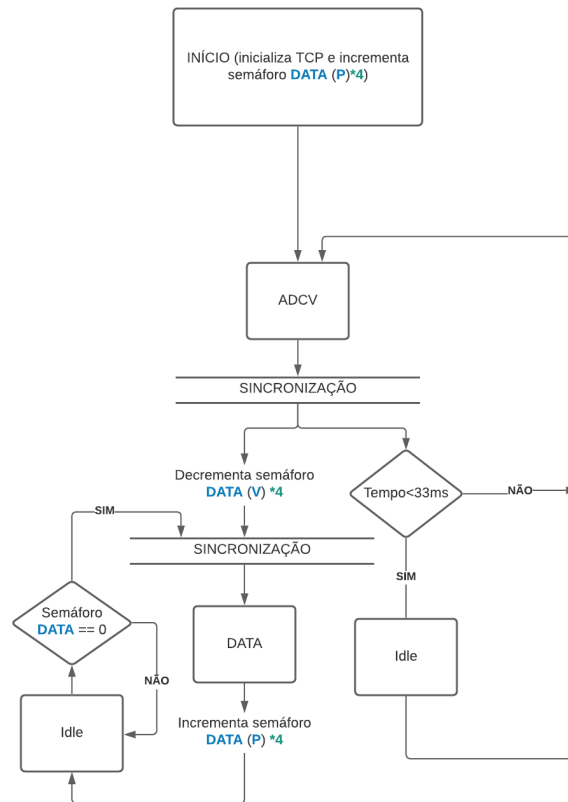 INÍCIO (inicializa TCP e incrementa
semáforo DATA (P)*4)
ADCV
SINCRONIZAÇÃO
Decrementa semáforo
DATA (V) *4
Tempo<33ms
NÃO
SIM
SINCRONIZAÇÃO
Semáforo
DATA == 0
SIM
DATA
Idle
NÃO
Idle
Incrementa semáforo
DATA (P) *4